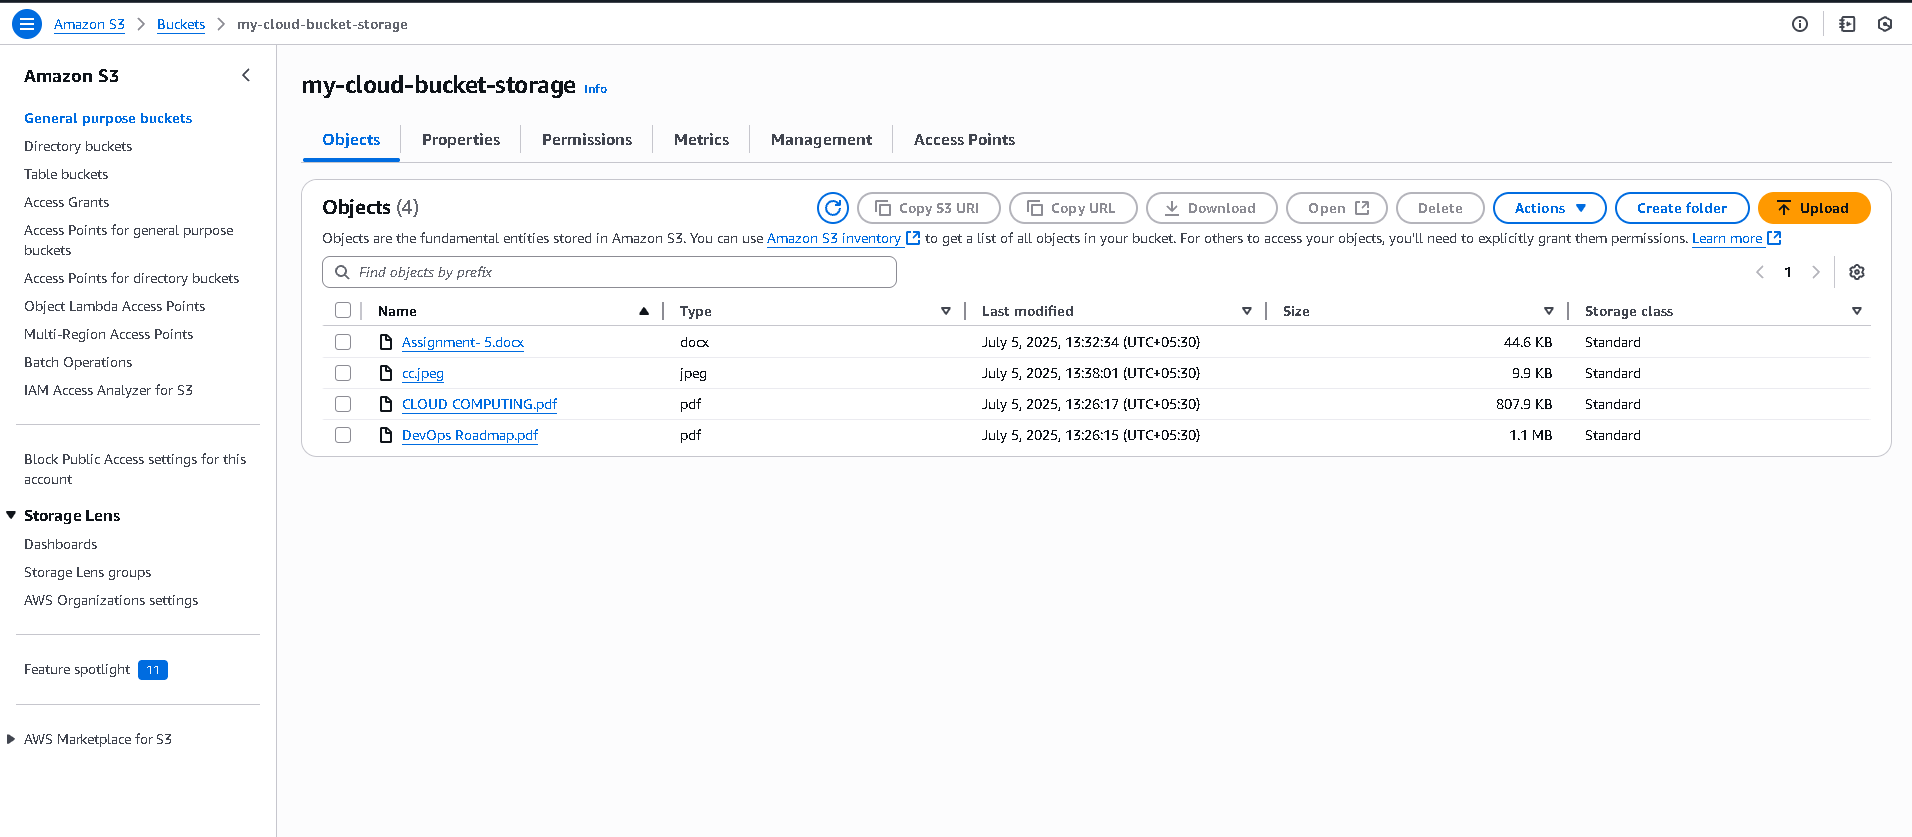 Amazon S3 > Buckets > my-cloud-bucket-storage
Amazon S3
General purpose buckets
Directory buckets
Table buckets
Access Grants
Access Points for general purpose
buckets
Access Points for directory buckets
Object Lambda Access Points
Multi-Region Access Points
Batch Operations
IAM Access Analyzer for S3
Block Public Access settings for this
account
Storage Lens
Dashboards
Storage Lens groups
AWS Organizations settings
Feature spotlight 11
AWS Marketplace for S3
my-cloud-bucket-storage Info
Objects Properties Permissions Metrics Management Access Points
Objects (4) Copy S3 URI Copy URL Download Open Delete Actions Create folder Upload
Objects are the fundamental entities stored in Amazon S3. You can use Amazon S3 inventory to get a list of all objects in your bucket. For others to access your objects, you'll need to explicitly grant them permissions. Learn more
Find objects by prefix 1
Name Type Last modified Size Storage class
Assignment- 5.docx docx July 5, 2025, 13:32:34 (UTC+05:30) 44.6 KB Standard
cc.jpeg jpeg July 5, 2025, 13:38:01 (UTC+05:30) 9.9 KB Standard
CLOUD COMPUTING.pdf pdf July 5, 2025, 13:26:17 (UTC+05:30) 807.9 KB Standard
DevOps Roadmap.pdf pdf July 5, 2025, 13:26:15 (UTC+05:30) 1.1 MB Standard